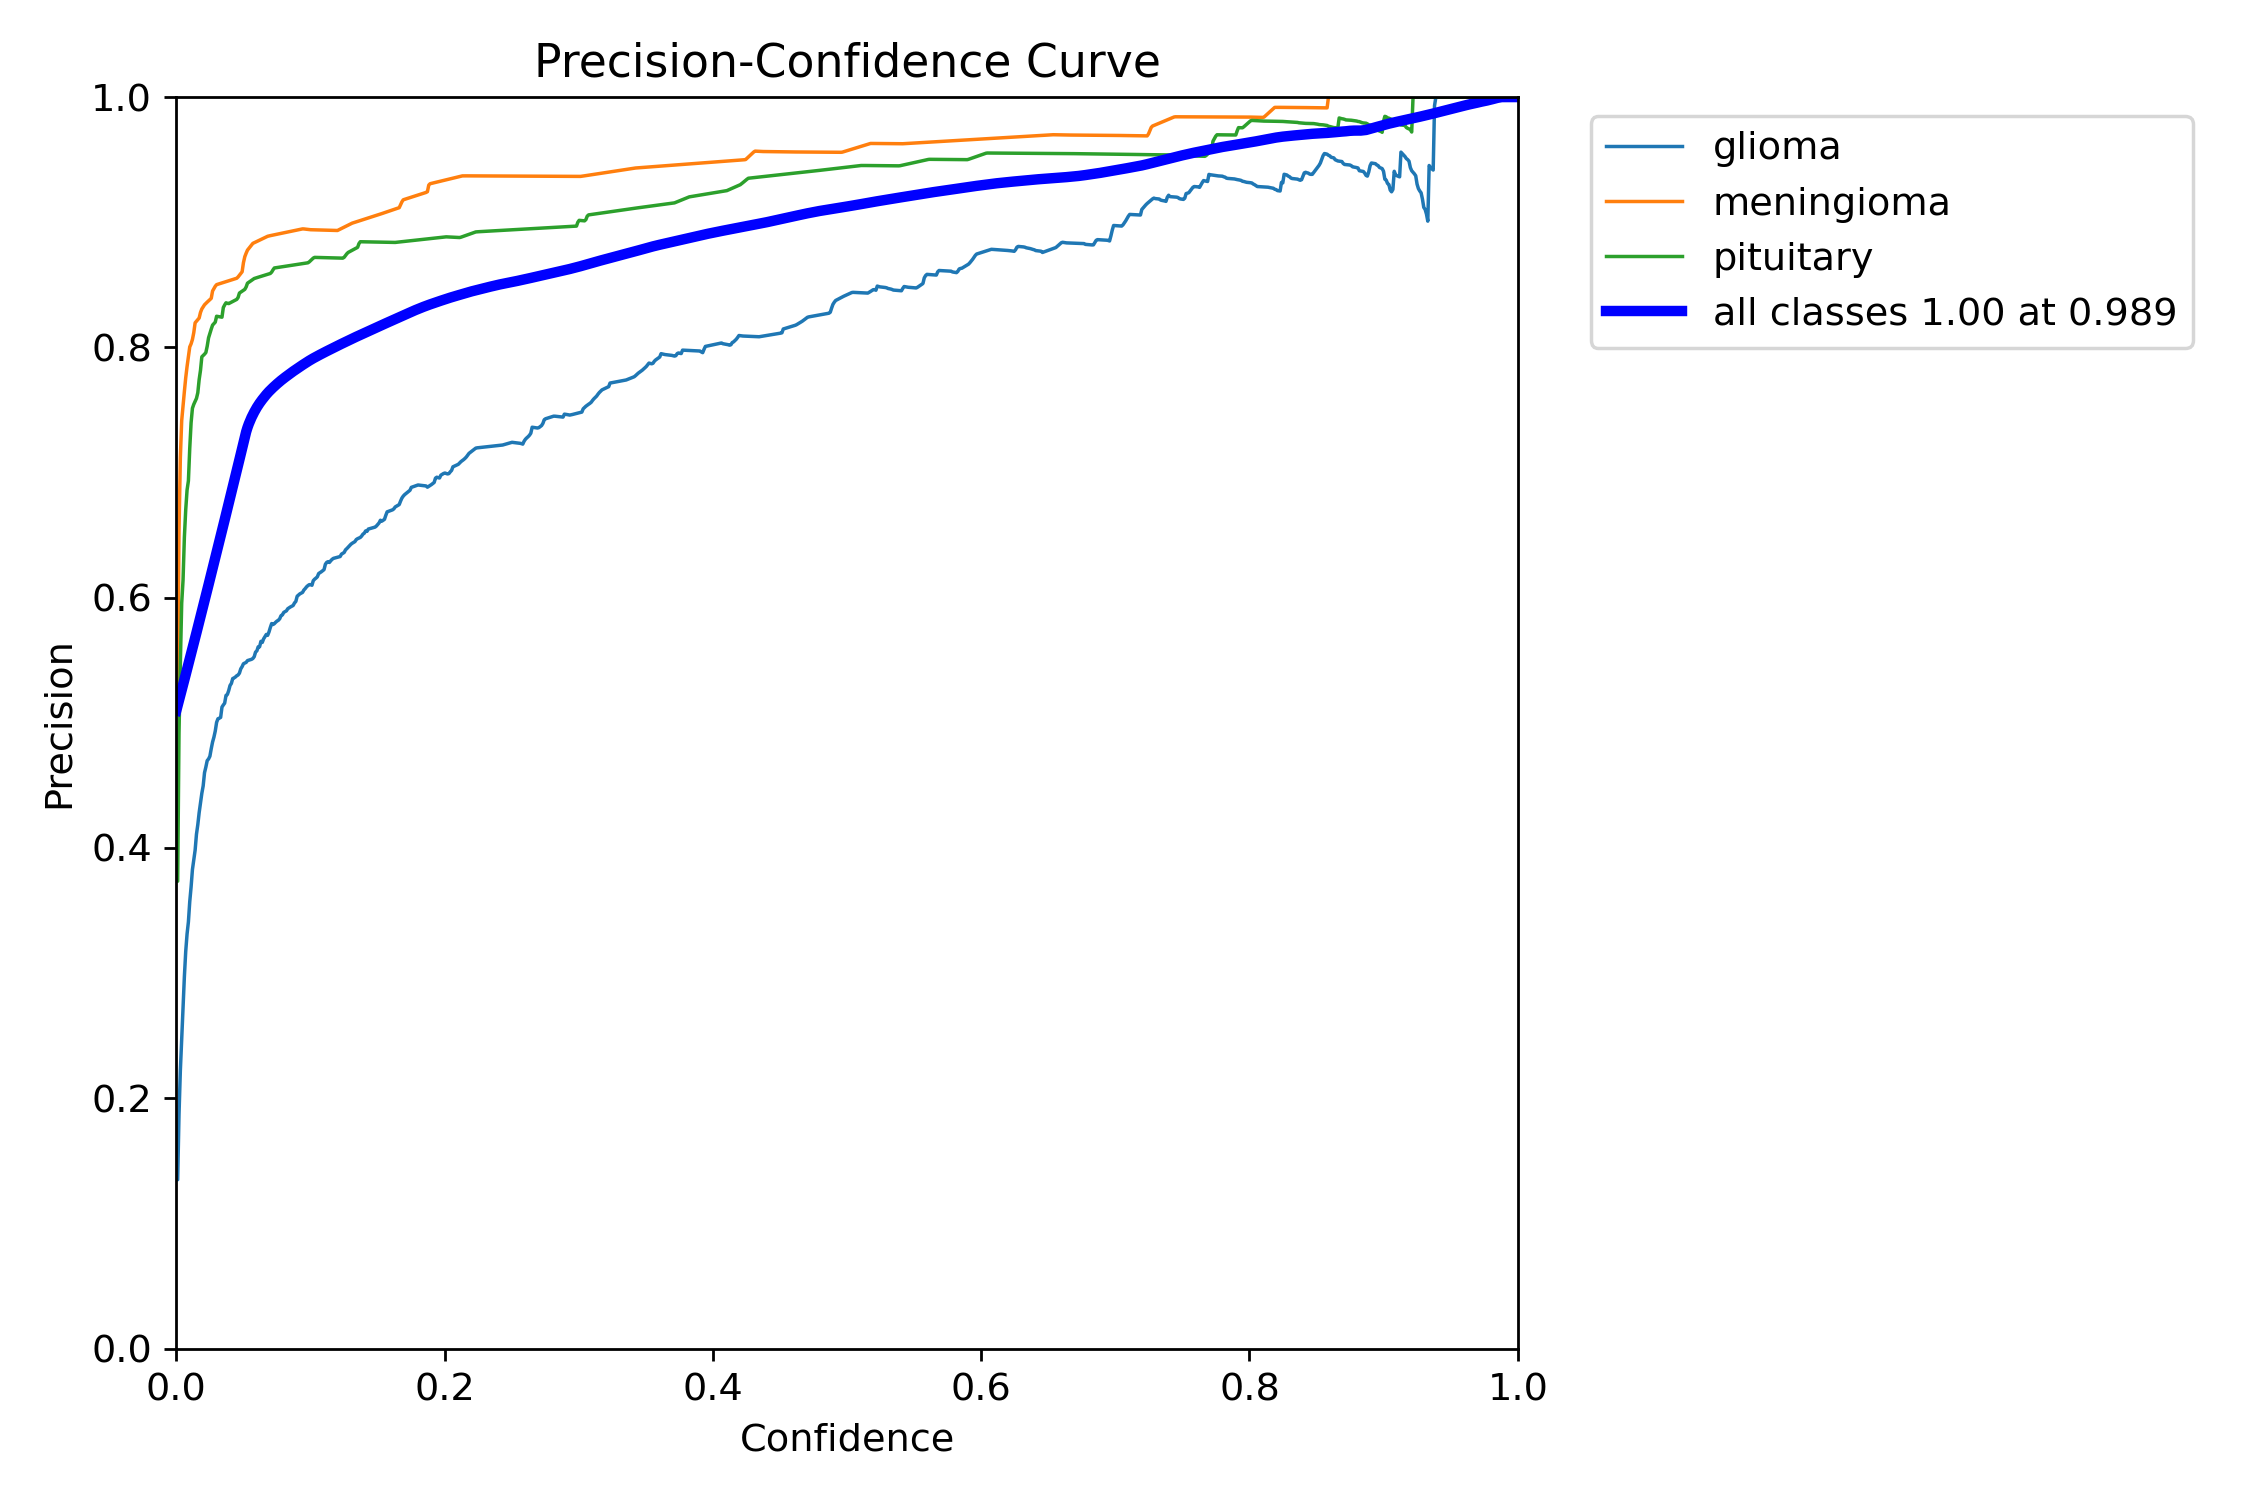 Precision-Confidence Curve
1.0
0.8
0.6
0.4
0.2
0.0
Precision
0.0 0.2 0.4 0.6 0.8 1.0
Confidence
glioma
meningioma
pituitary
all classes 1.00 at 0.989